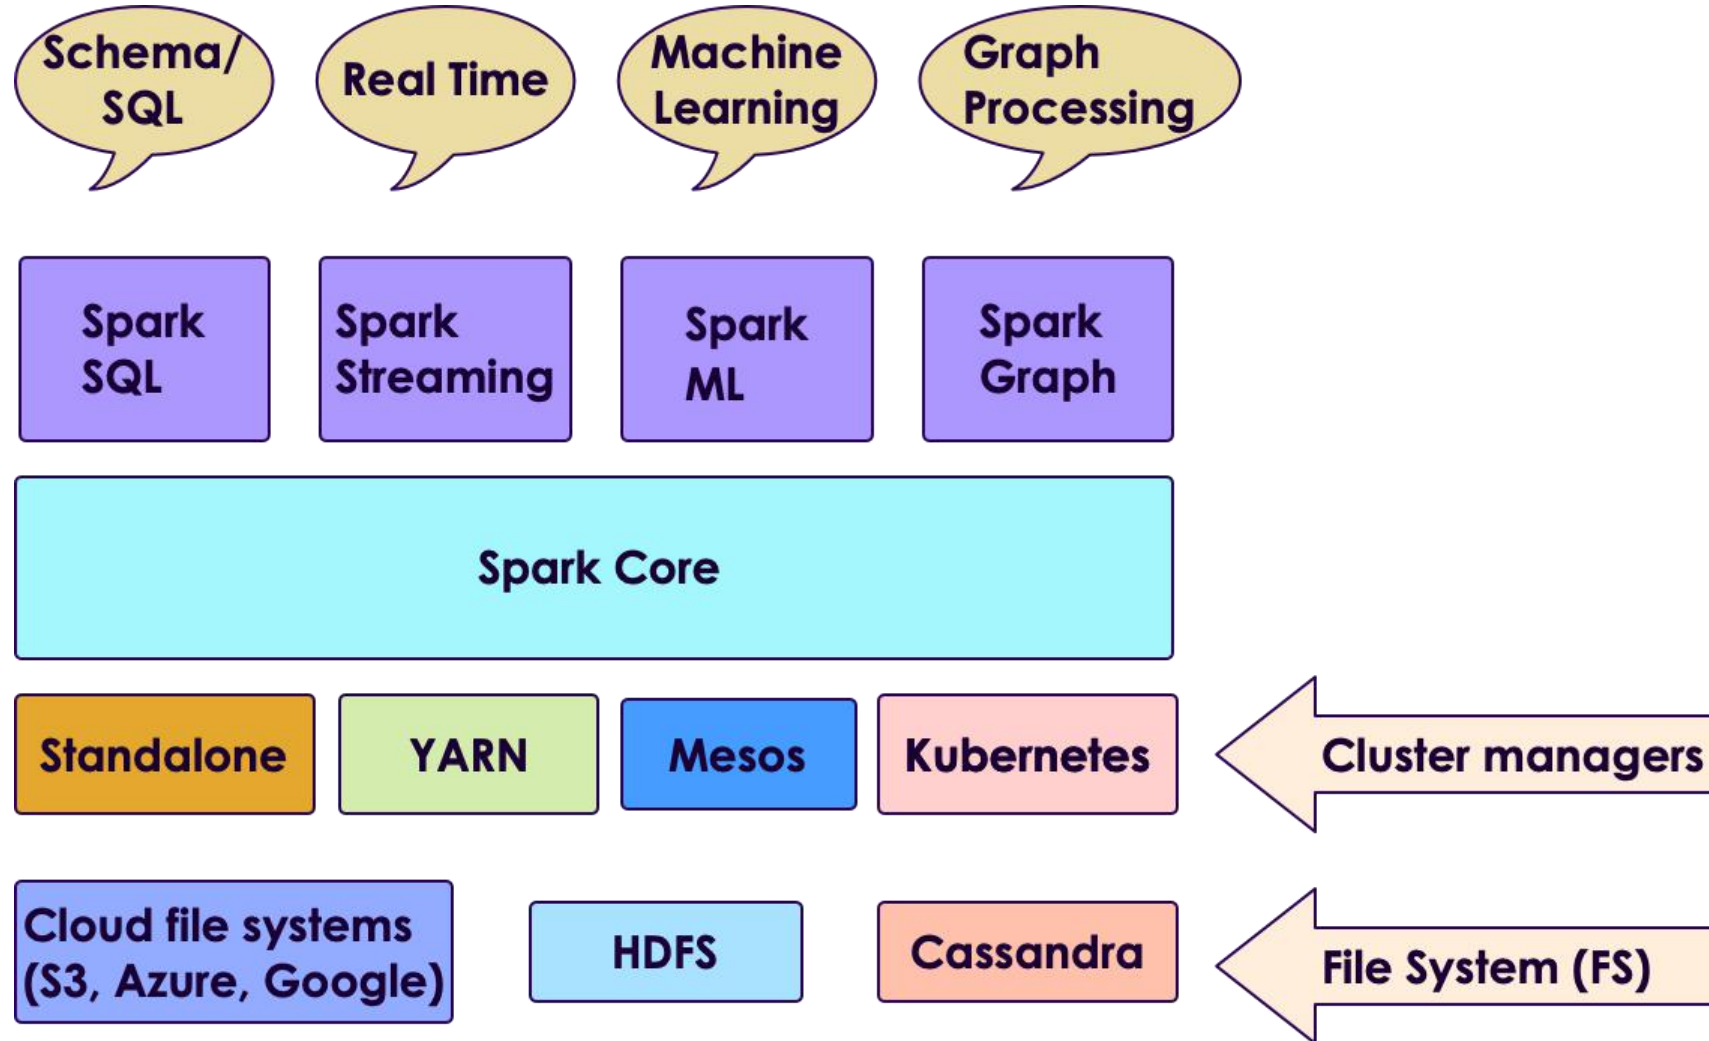 Schema/
SQL
Real Time
Machine
Learning
Graph
Processing
Spark
SQL
Spark
Streaming
Spark
ML
Spark
Graph
Spark Core
Standalone
YARN
Mesos
Kubernetes
Cluster managers
Cloud file systems
(S3, Azure, Google)
HDFS
Cassandra
File System (FS)